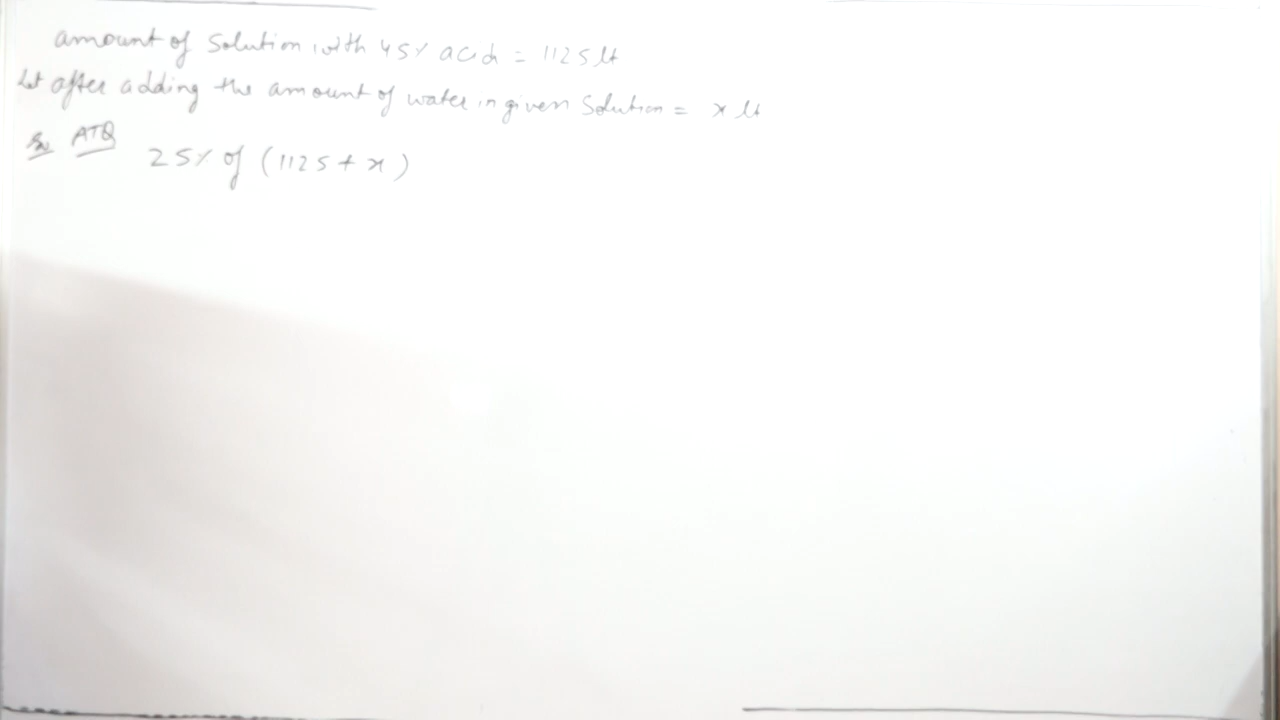 amount of Solution with 45% acid = 1125 lt
Let after adding the amount of water in given Solution = x lt
So ATQ
25% of (1125 + x)